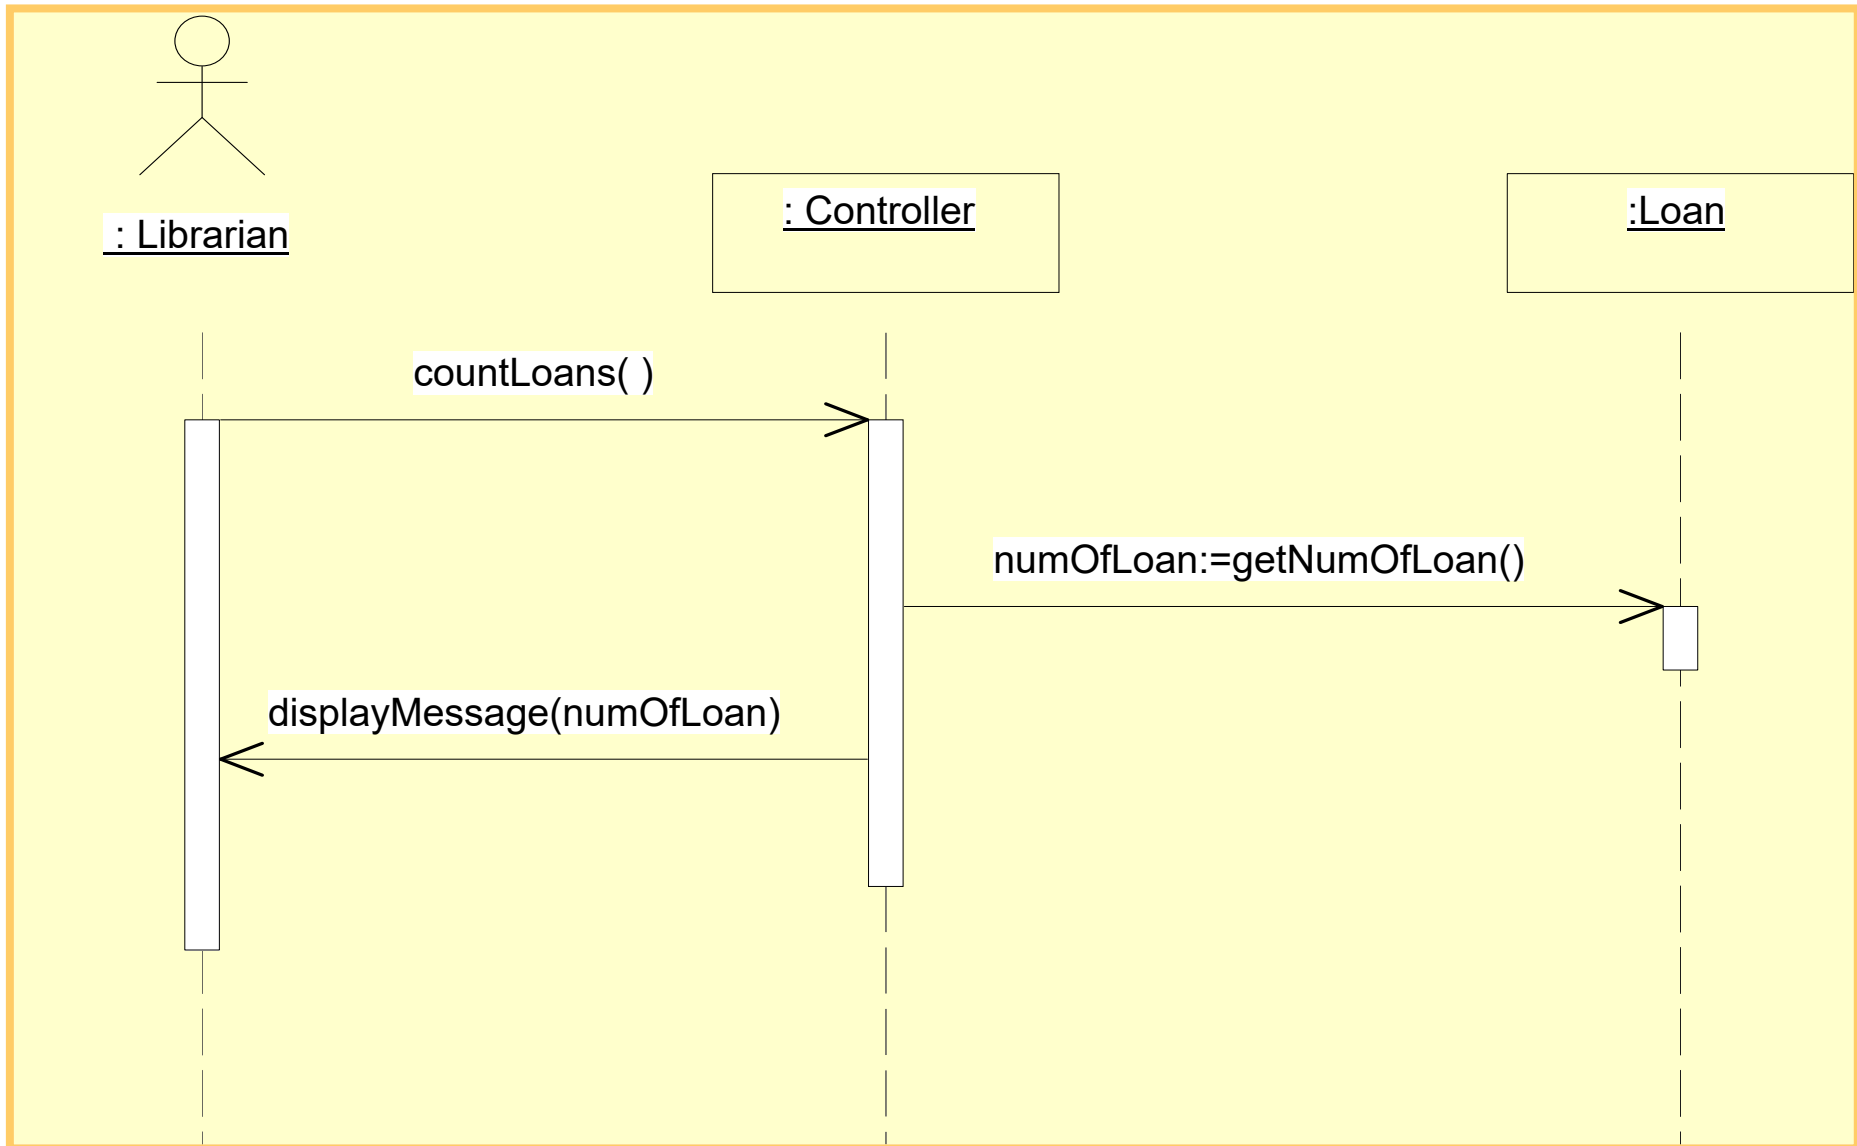 : Librarian
: Controller
:Loan
countLoans( )
numOfLoan:=getNumOfLoan()
displayMessage(numOfLoan)